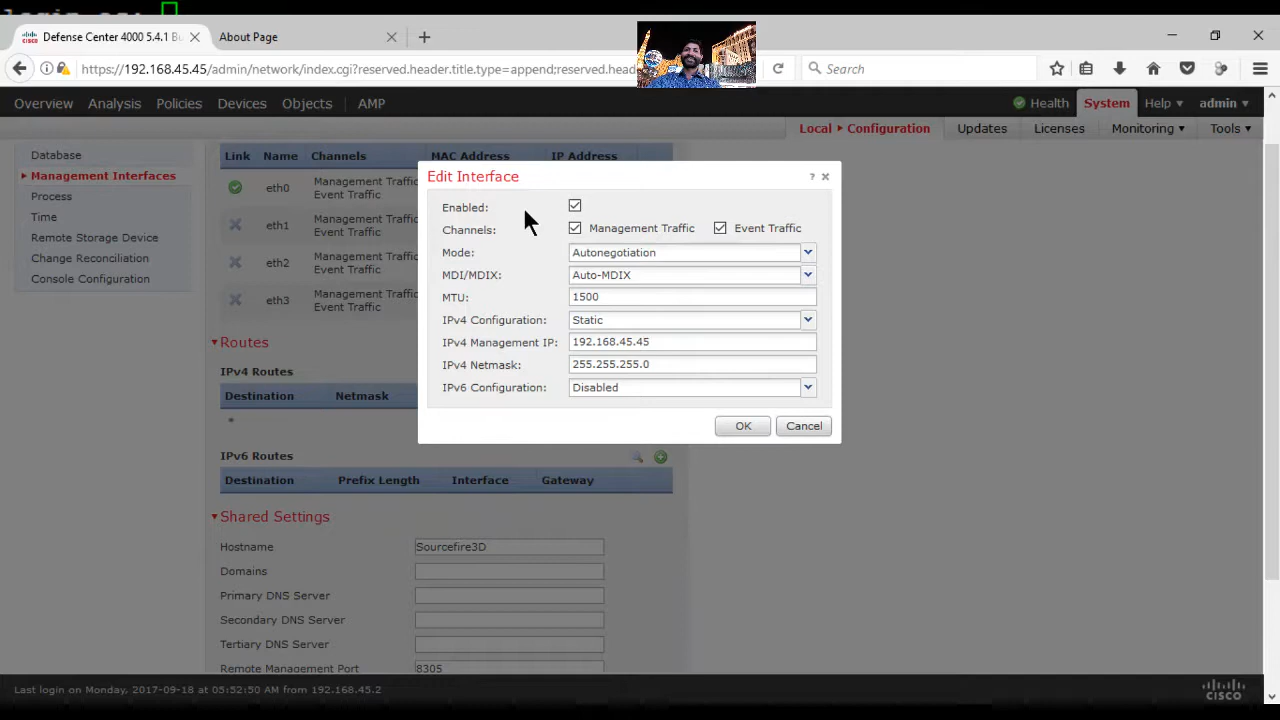 Defense Center 4000 5.4.1
About Page
https://192.168.45.45/admin/network/index.cgi?reserved.header.title.type=append;reserved.hea
Search
Overview Analysis Policies Devices Objects AMP
Health System Help admin
Local Configuration Updates Licenses Monitoring Tools
Database
Management Interfaces
Process
Time
Remote Storage Device
Change Reconciliation
Console Configuration
Link Name Channels MAC Address IP Address
eth0 Management Traffic
Event Traffic
eth1 Management Traffi
Event Traffic
eth2 Management Traffi
Event Traffic
eth3 Management Traffi
Event Traffic
Routes
IPv4 Routes
Destination Netmask
IPv6 Routes
Destination Prefix Length Interface Gateway
Shared Settings
Hostname Sourcefire3D
Domains
Primary DNS Server
Secondary DNS Server
Tertiary DNS Server
Remote Management Port 8305
Edit Interface
Enabled:
Channels: Management Traffic Event Traffic
Mode: Autonegotiation
MDI/MDIX: Auto-MDIX
MTU: 1500
IPv4 Configuration: Static
IPv4 Management IP: 192.168.45.45
IPv4 Netmask: 255.255.255.0
IPv6 Configuration: Disabled
OK Cancel
Last login on Monday, 2017-09-18 at 05:52:50 AM from 192.168.45.2
CISCO